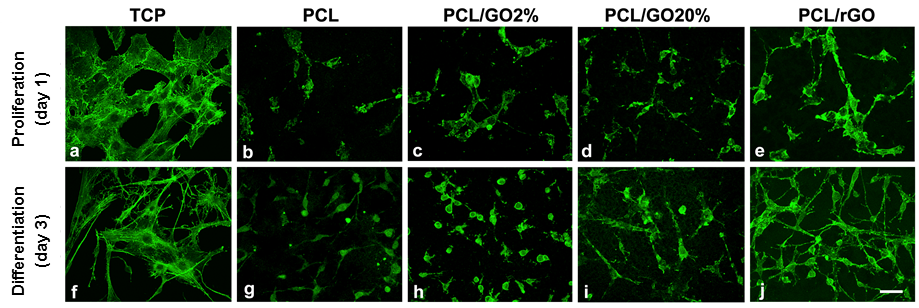 TCP PCL PCL/GO2% PCL/GO20% PCL/rGO
Proliferation
(day 1)
a b c d e
Differentiation
(day 3)
f g h i j